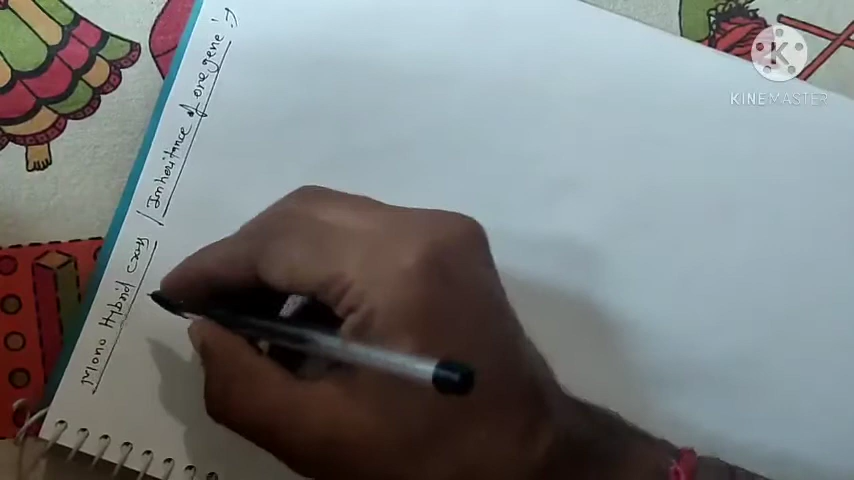 Mono Hybrid cross / Inheritance of one gene :-
KINEMASTER